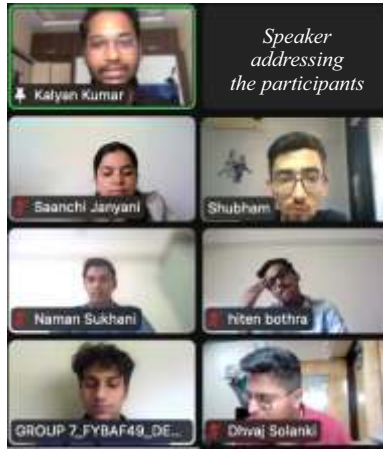 Speaker
addressing
the participants
Kalyan Kumar
Saanchi Janyani
Shubham
Naman Sukhani
hiten bothra
GROUP 7_FYBAF49_DE...
Dhvaj Solanki